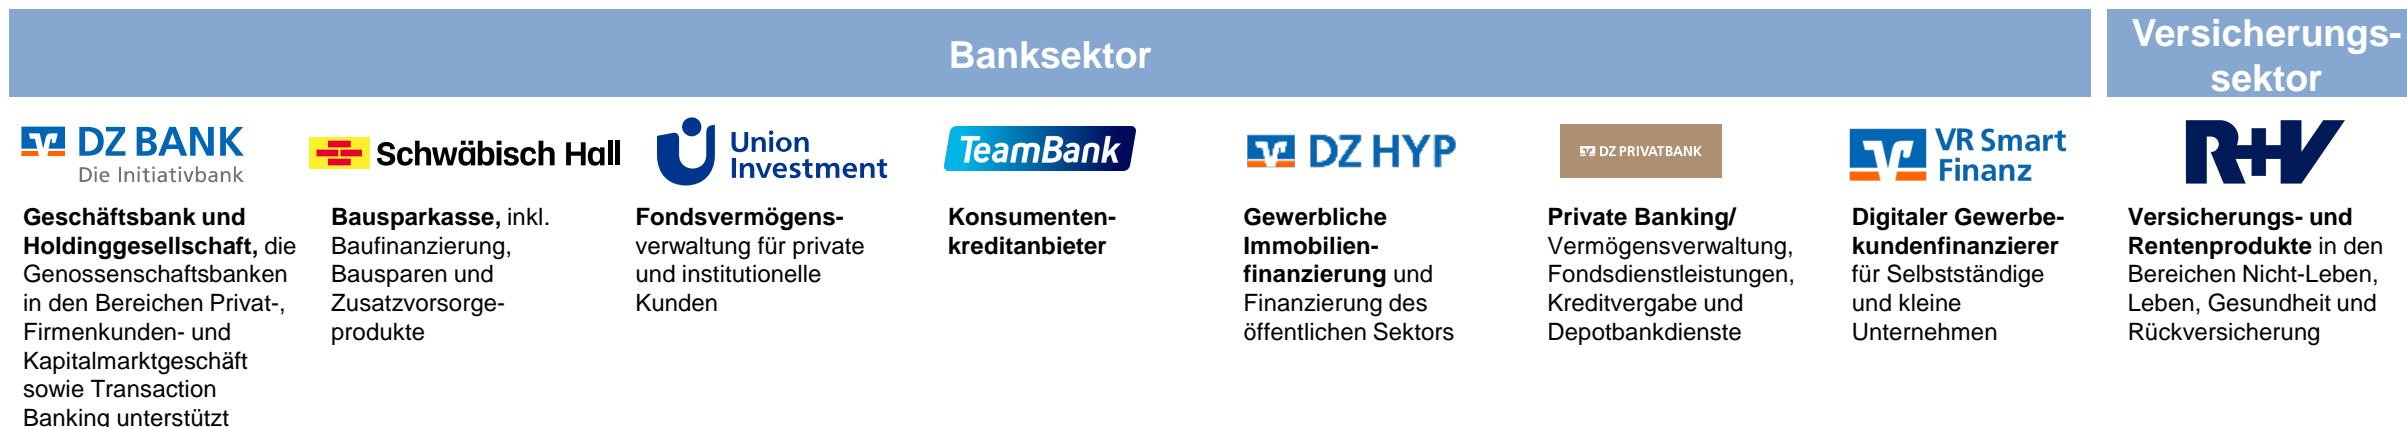 Banksektor
Versicherungs-
sektor
DZ BANK
Die Initiativbank
Geschäftsbank und
Holdinggesellschaft, die
Genossenschaftsbanken
in den Bereichen Privat-,
Firmenkunden- und
Kapitalmarktgeschäft
sowie Transaction
Banking unterstützt
Schwäbisch Hall
Bausparkasse, inkl.
Baufinanzierung,
Bausparen und
Zusatzvorsorge-
produkte
Union
Investment
Fondsvermögens-
verwaltung für private
und institutionelle
Kunden
TeamBank
Konsumenten-
kreditanbieter
DZ HYP
Gewerbliche
Immobilien-
finanzierung und
Finanzierung des
öffentlichen Sektors
DZ PRIVATBANK
Private Banking/
Vermögensverwaltung,
Fondsdienstleistungen,
Kreditvergabe und
Depotbankdienste
VR Smart
Finanz
Digitaler Gewerbe-
kundenfinanzierer
für Selbstständige
und kleine
Unternehmen
R+V
Versicherungs- und
Rentenprodukte in den
Bereichen Nicht-Leben,
Leben, Gesundheit und
Rückversicherung